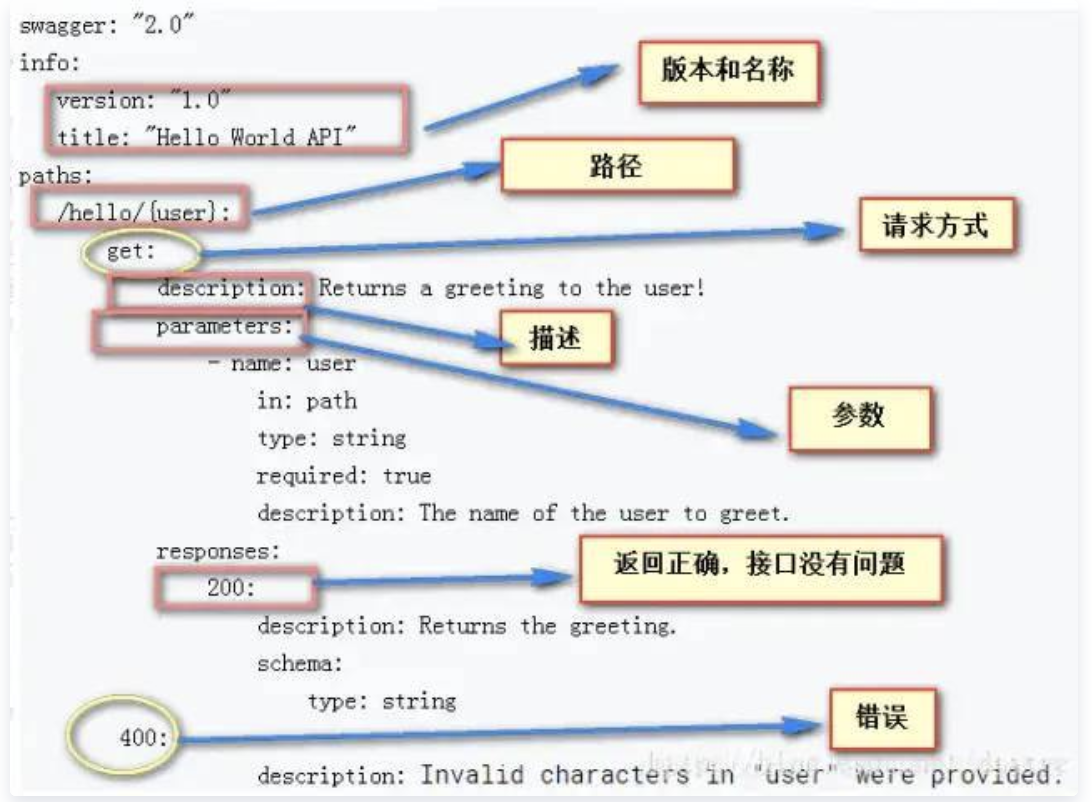 swagger: "2.0"
info:
版本和名称
version: "1.0"
title: "Hello World API"
paths:
路径
/hello/{user}:
请求方式
get:
description: Returns a greeting to the user!
parameters:
描述
- name: user
in: path
参数
type: string
required: true
description: The name of the user to greet.
responses:
返回正确，接口没有问题
200:
description: Returns the greeting.
schema:
type: string
错误
400:
description: Invalid characters in "user" were provided.